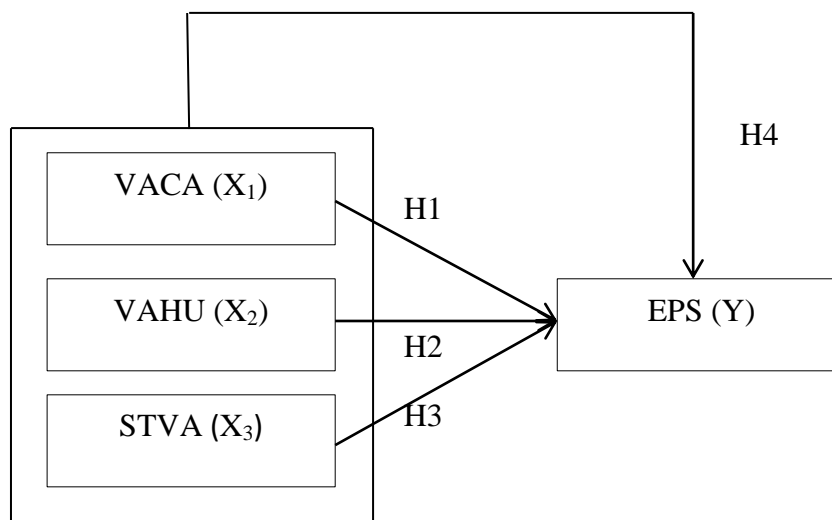 H4
VACA (X₁)
H1
VAHU (X₂)
EPS (Y)
H2
STVA (X₃)
H3